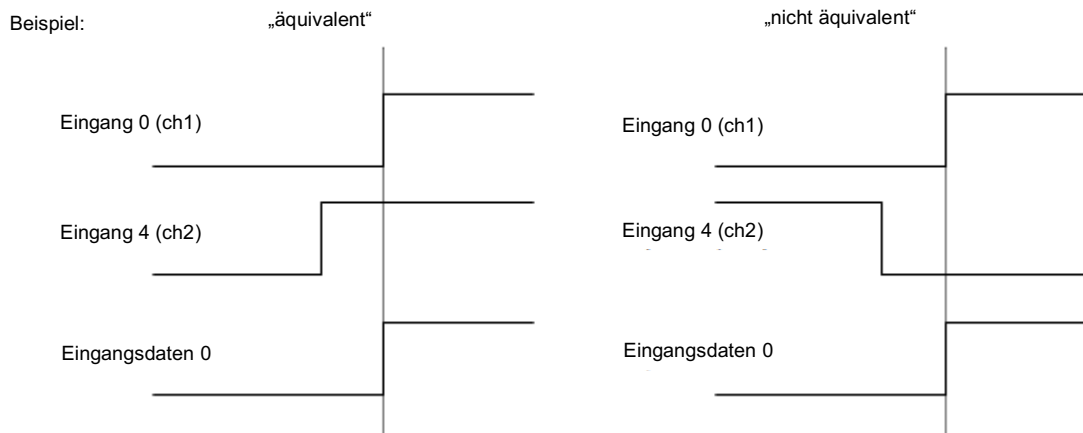 Beispiel:
„äquivalent“
Eingang 0 (ch1)
Eingang 4 (ch2)
Eingangsdaten 0
„nicht äquivalent“
Eingang 0 (ch1)
Eingang 4 (ch2)
Eingangsdaten 0